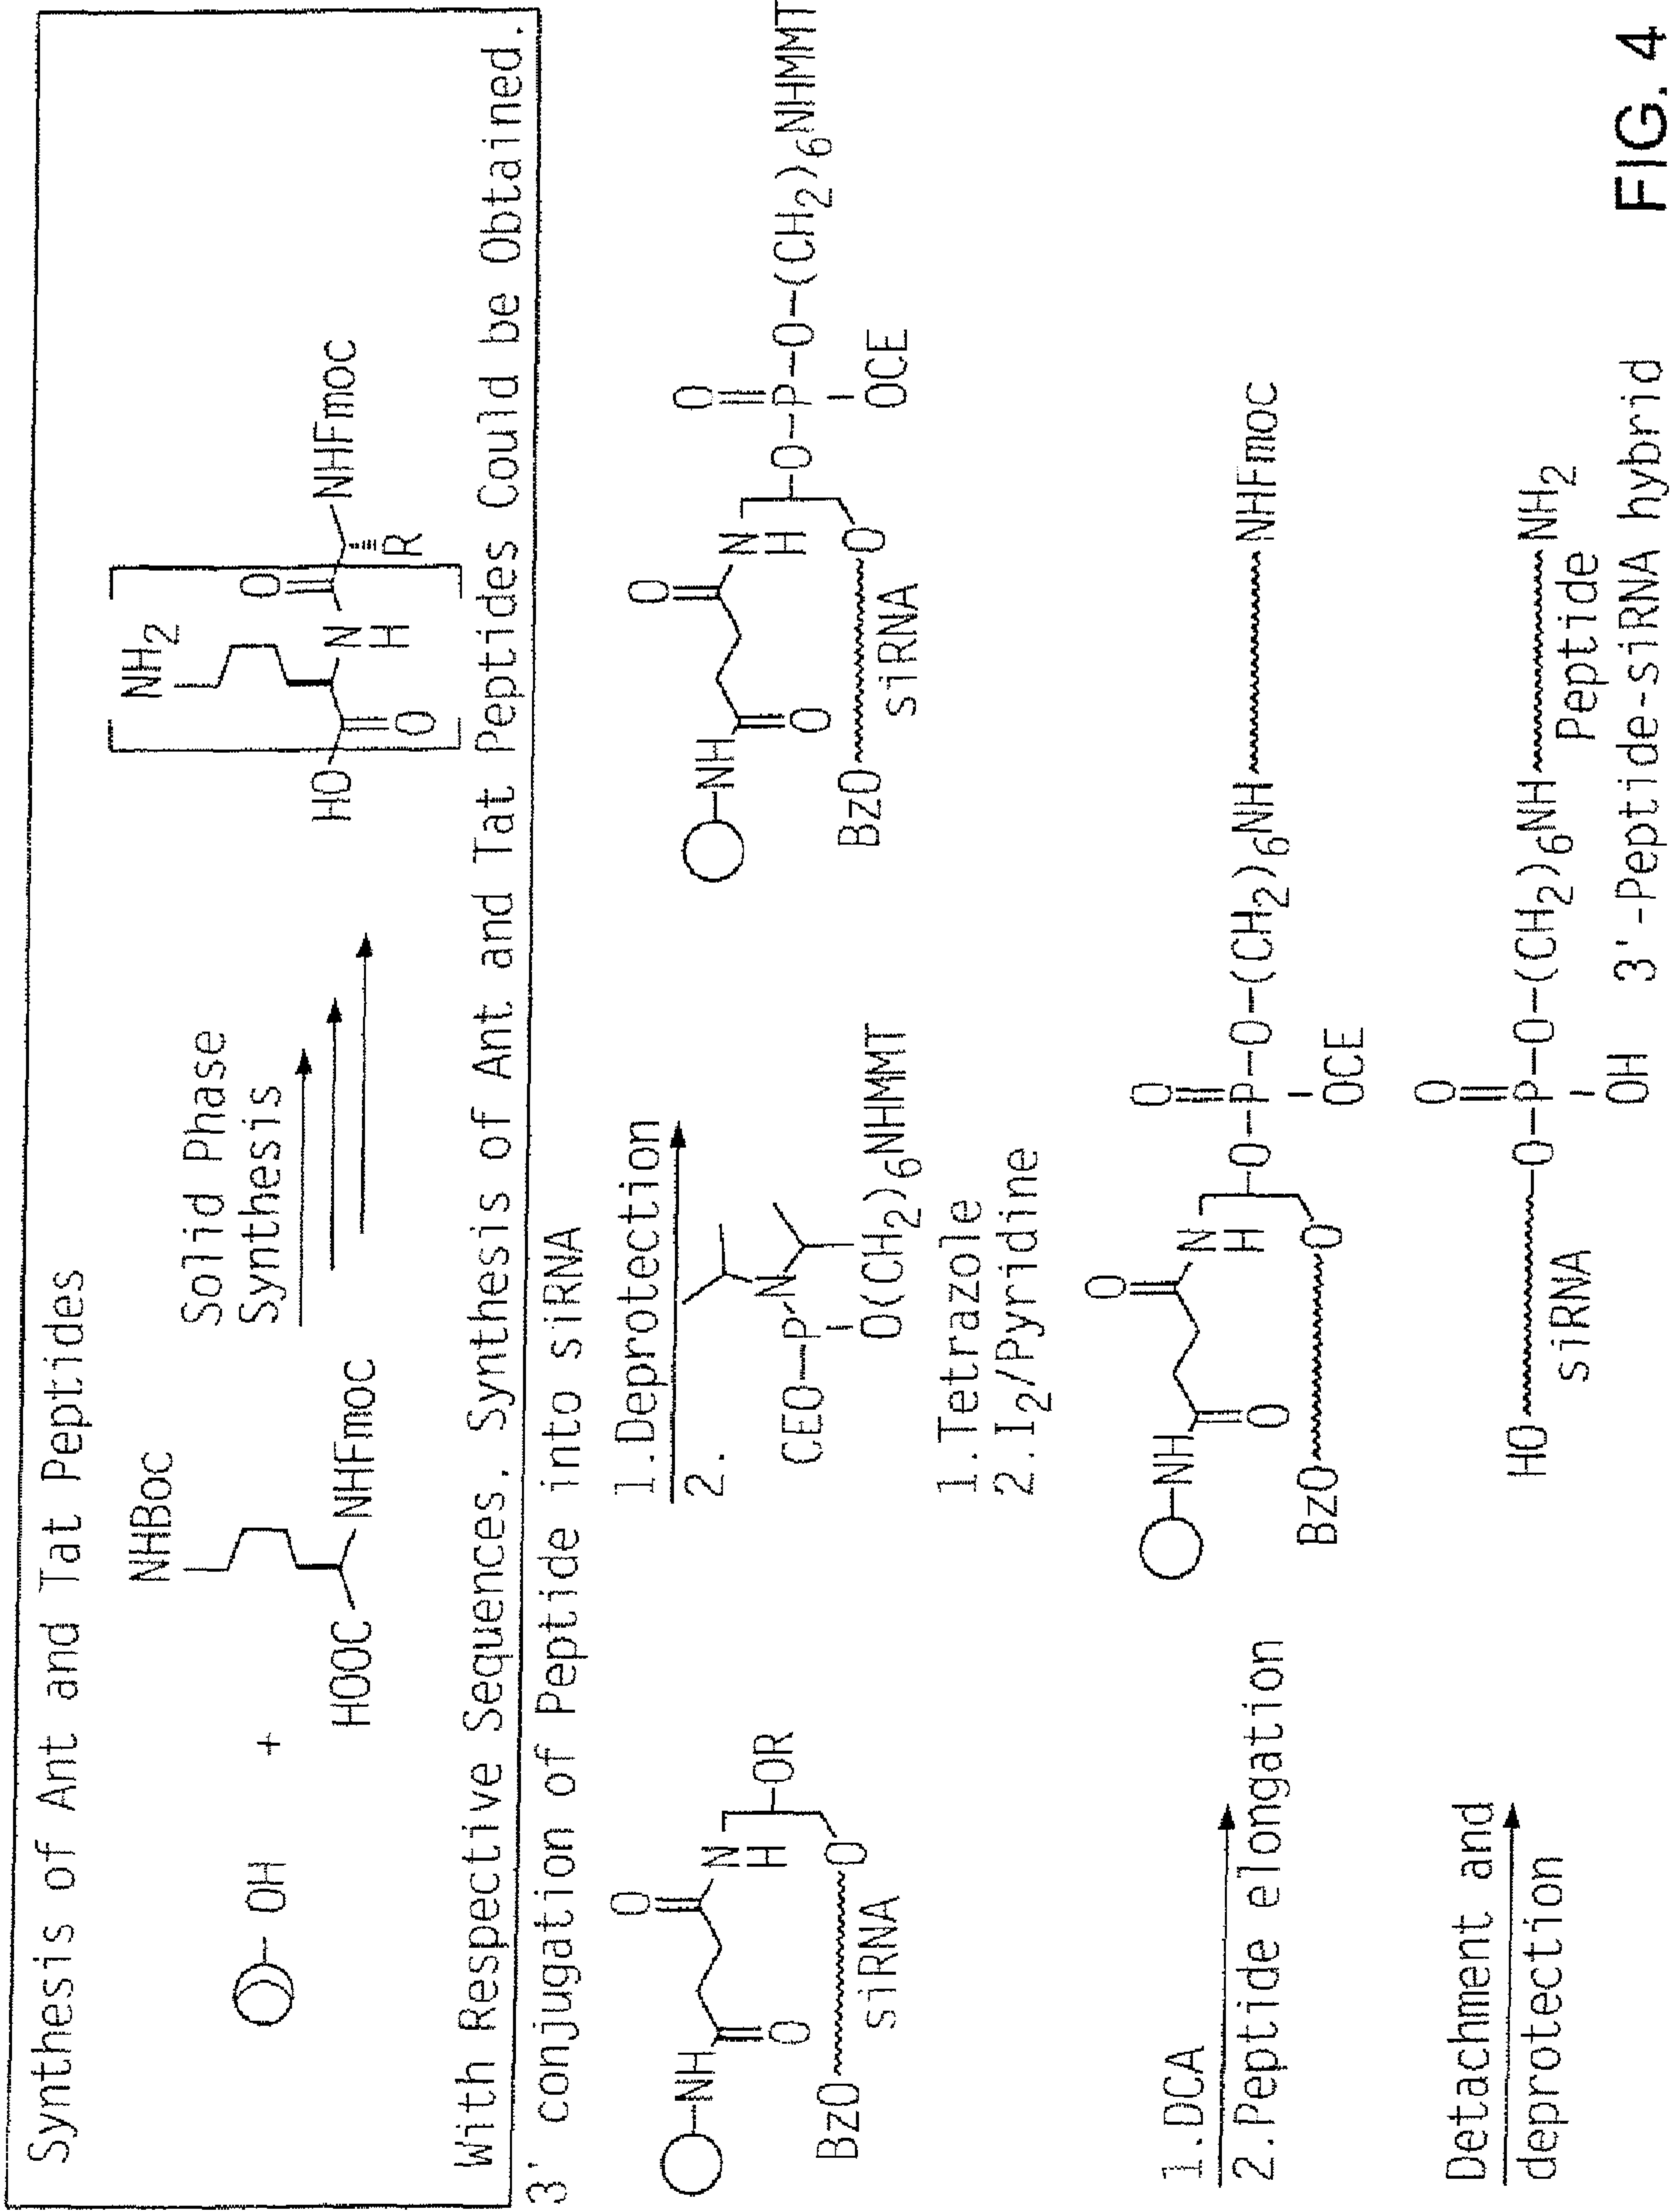 Synthesis of Ant and Tat Peptides
NHBoc
HOOC
NHFmoc
OH
+
Solid Phase
Synthesis
NH2
O
HO
O
N
H
R
NHFmoc
With Respective Sequences, Synthesis of Ant and Tat Peptides Could be Obtained.
3' conjugation of Peptide into siRNA
O
NH
O
N
H
OR
BzO
O
siRNA
1.Deprotection
2.
CEO-P
N
O(CH2)6NHMMT
1.Tetrazole
2.I2/Pyridine
O
NH
O
N
H
O
O-P-O-(CH2)6NHMMT
OCE
BzO
O
siRNA
1.DCA
2.Peptide elongation
O
NH
O
N
H
O
O-P-O-(CH2)6NH
NHFmoc
OCE
BzO
O
Detachment and
deprotection
HO
siRNA
O
O-P-O-(CH2)6NH
NH2
OH
Peptide
3'-Peptide-siRNA hybrid
FIG. 4